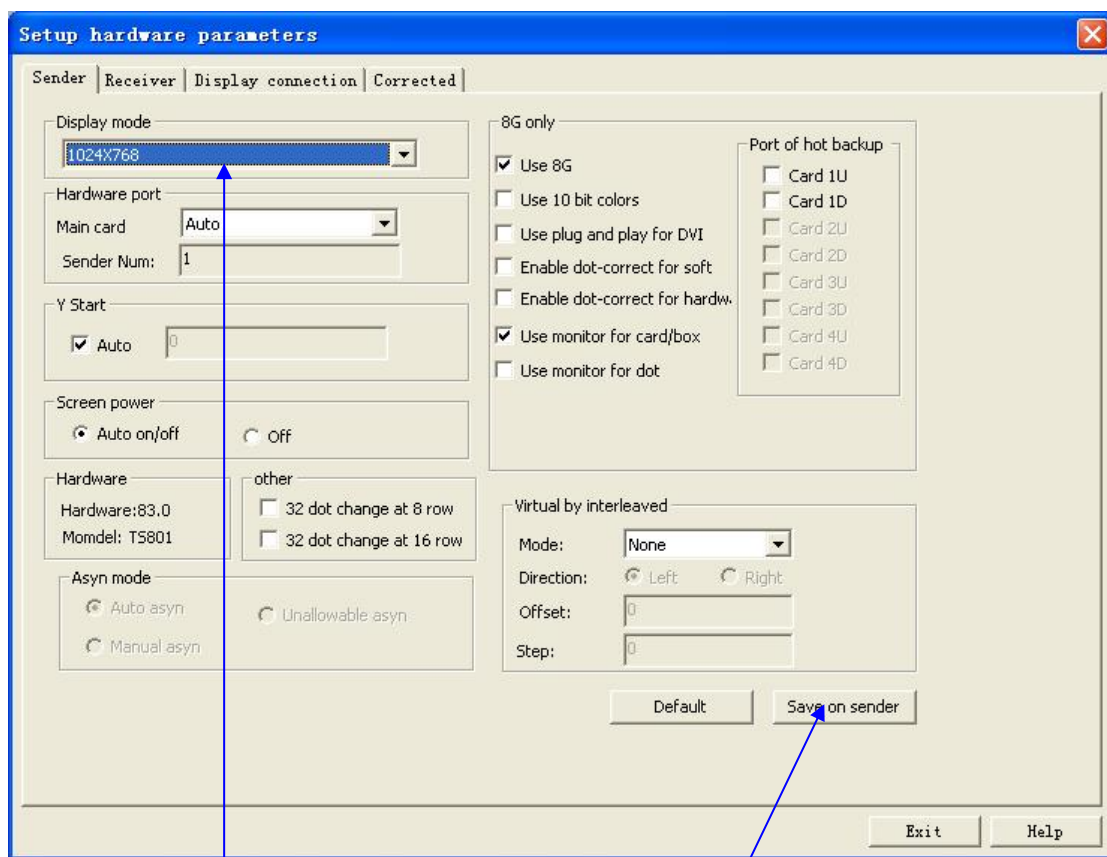 Setup hardware parameters
Sender Receiver Display connection Corrected
Display mode
1024X768
Hardware port
Main card Auto
Sender Num: 1
Y Start
Auto 0
Screen power
Auto on/off Off
Hardware
Hardware:83.0
Momdel: TS801
other
32 dot change at 8 row
32 dot change at 16 row
Asyn mode
Auto asyn Unallowable asyn
Manual asyn
8G only
Use 8G
Use 10 bit colors
Use plug and play for DVI
Enable dot-correct for soft
Enable dot-correct for hardw.
Use monitor for card/box
Use monitor for dot
Port of hot backup
Card 1U
Card 1D
Card 2U
Card 2D
Card 3U
Card 3D
Card 4U
Card 4D
Virtual by interleaved
Mode: None
Direction: Left Right
Offset: 0
Step: 0
Default Save on sender
Exit Help